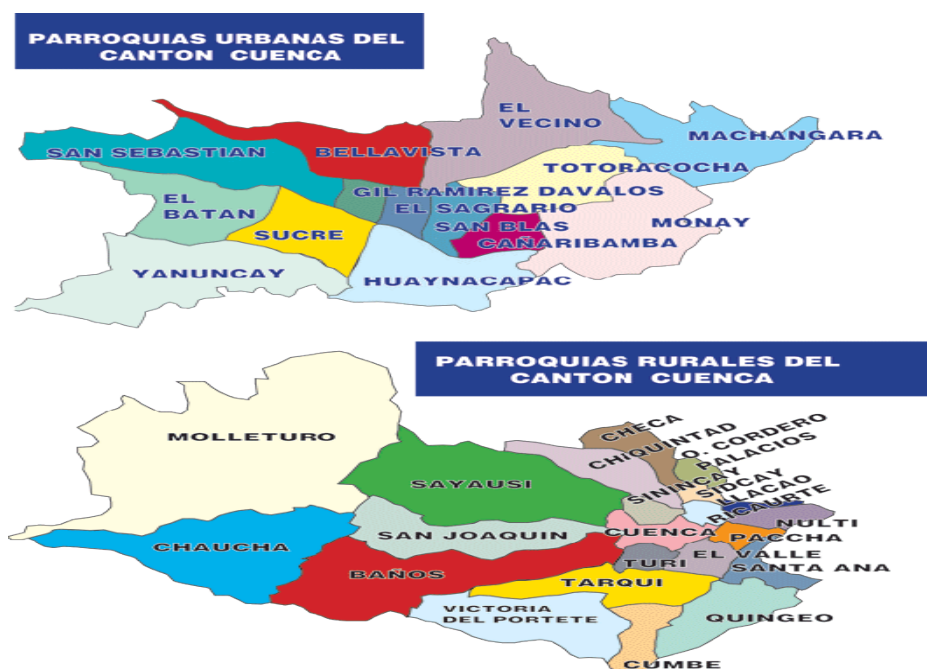 PARROQUIAS URBANAS DEL
CANTON CUENCA
EL
VECINO
MACHANGARA
SAN SEBASTIAN
BELLAVISTA
TOTORACOCHA
GIL RAMIREZ DAVALOS
EL
BATAN
EL SAGRARIO
SAN BLAS
MONAY
SUCRE
CAÑARIBAMBA
YANUNCAY
HUAYNACAPAC
PARROQUIAS RURALES DEL
CANTON CUENCA
MOLLETURO
CHECA
CHIQUINTAD
O. CORDERO
PALACIOS
SAYAUSI
SININCAY
SIDCAY
LLACAO
RICAURTE
NULTI
SAN JOAQUIN
CUENCA
PACCHA
CHAUCHA
EL VALLE
TURI
SANTA ANA
BAÑOS
TARQUI
VICTORIA
DEL PORTETE
QUINGEO
CUMBE